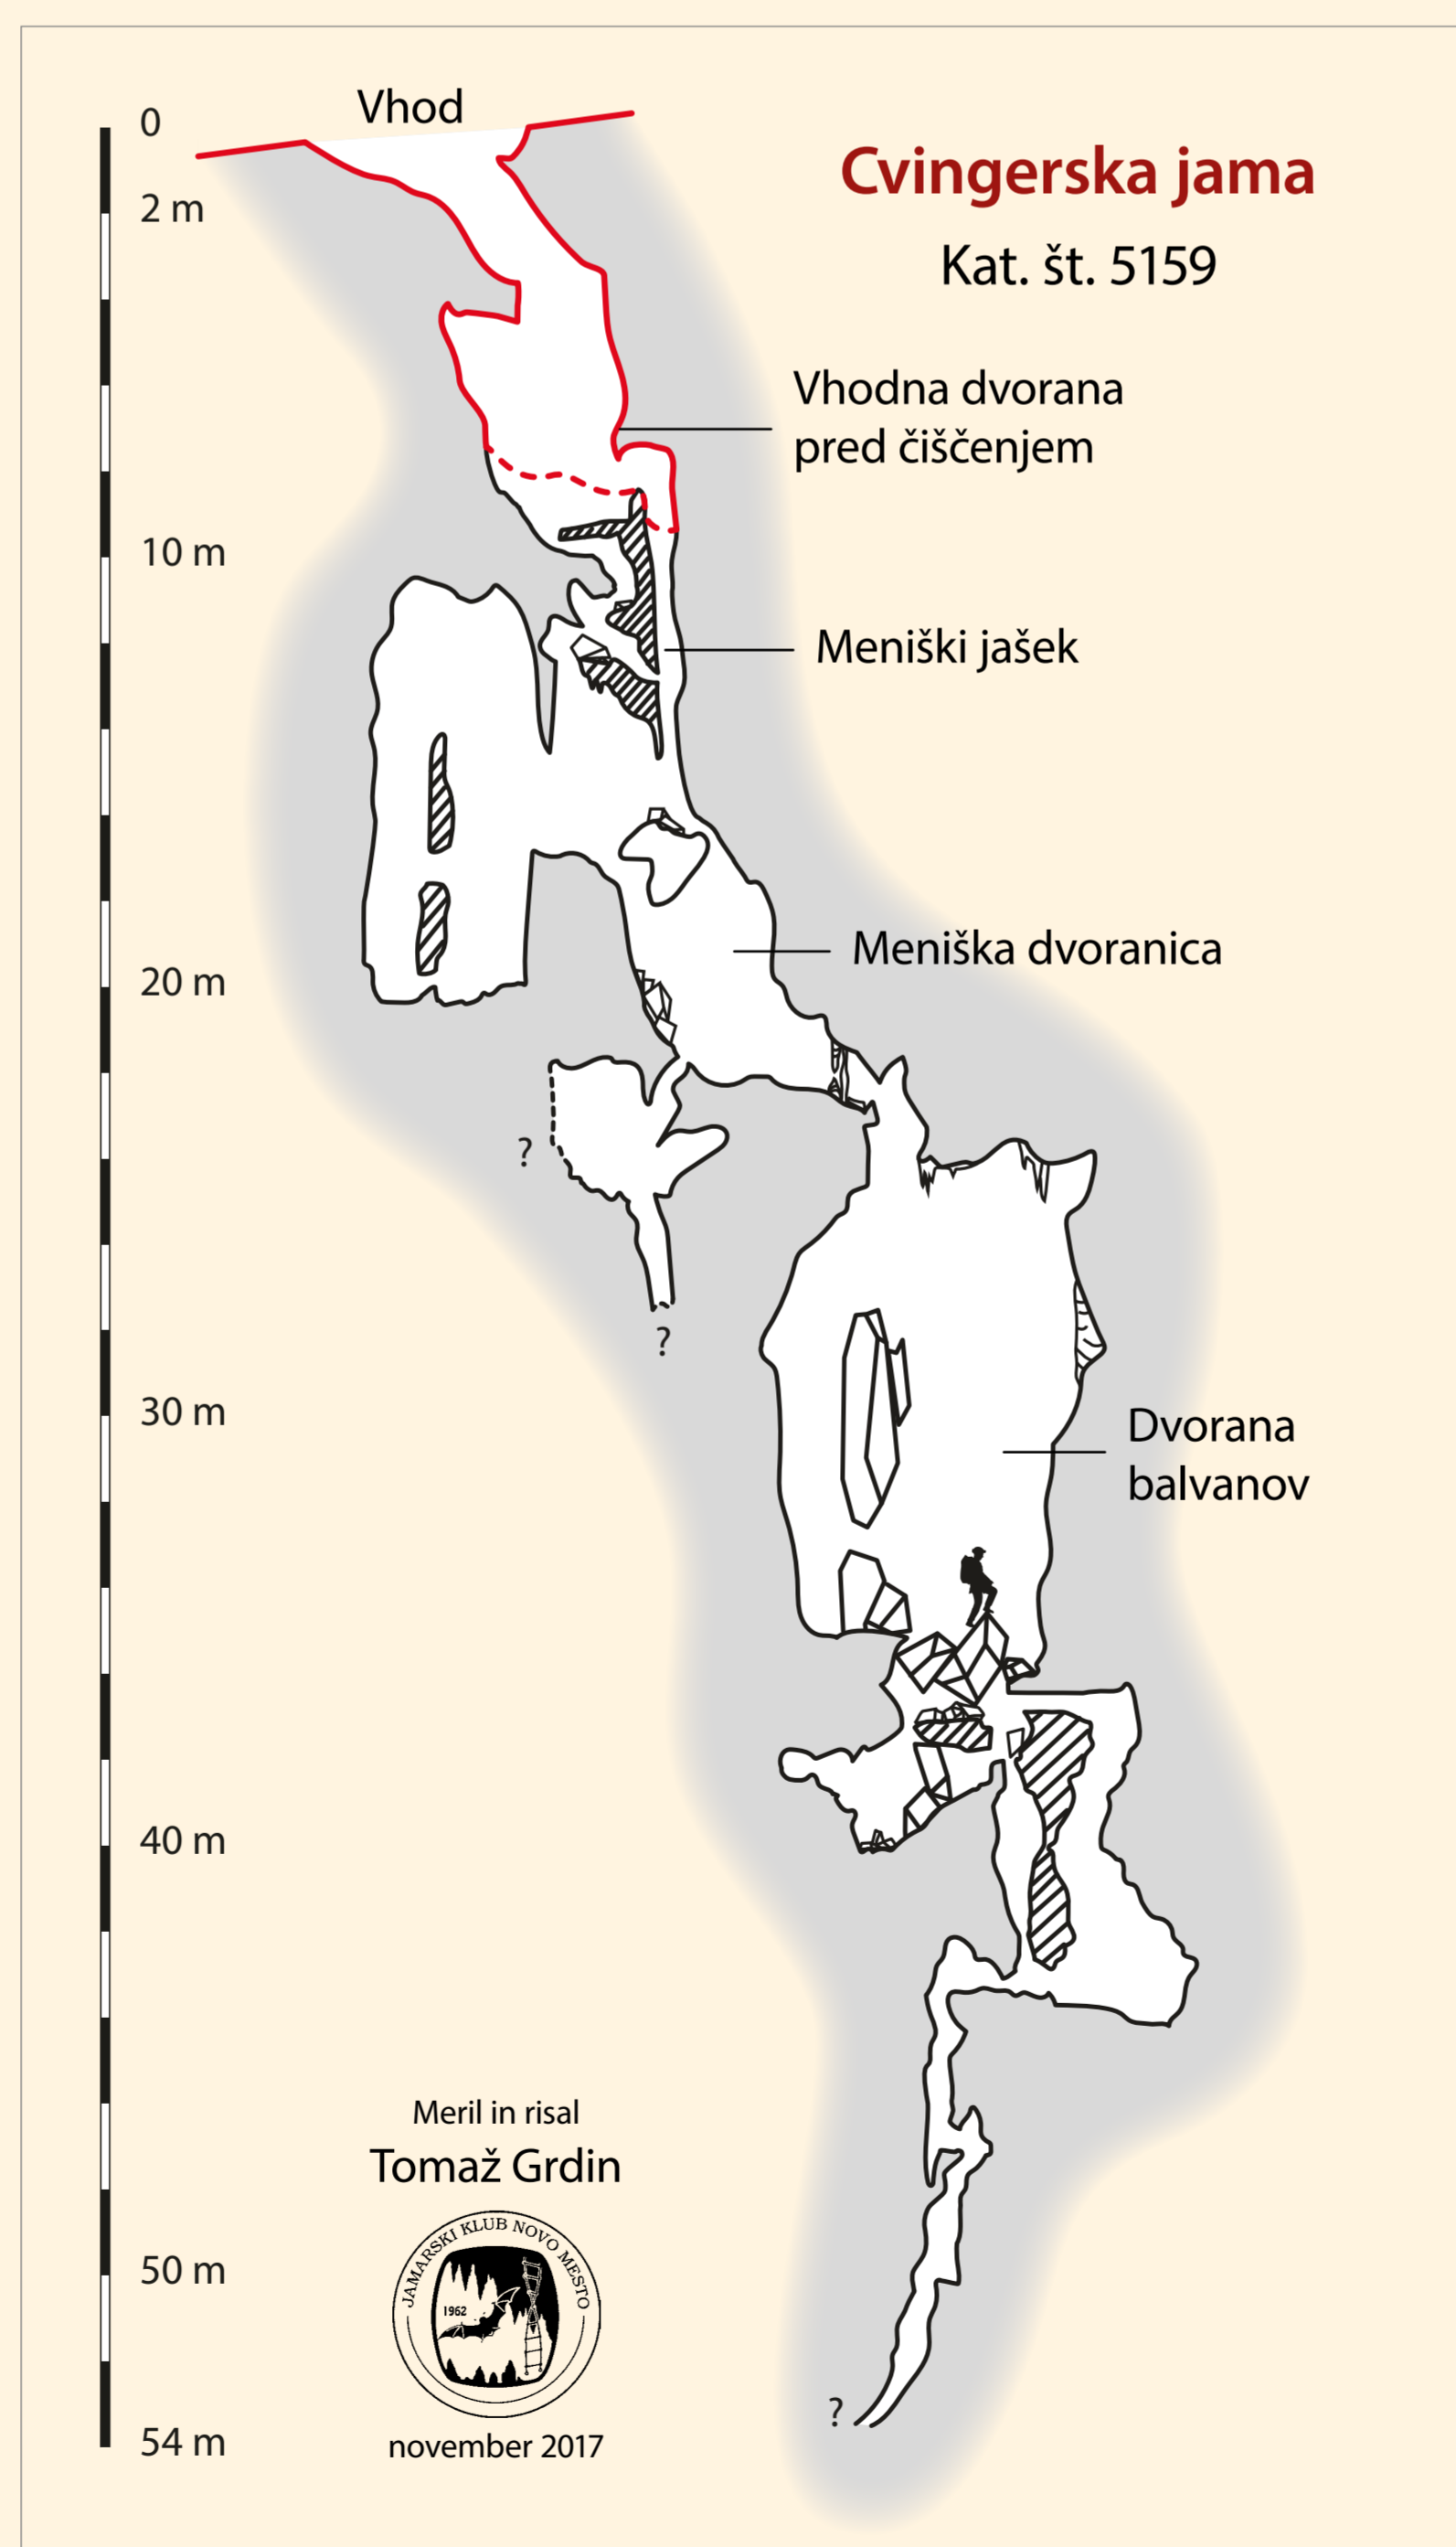 Vhod
0
2 m
10 m
20 m
30 m
40 m
50 m
54 m
Cvingerska jama
Kat. št. 5159
Vhodna dvorana
pred čiščenjem
Meniški jašek
Meniška dvoranica
?
?
Dvorana
balvanov
?
Meril in risal
Tomaž Grdin
JAMARSKI KLUB NOVO MESTO
1962
november 2017